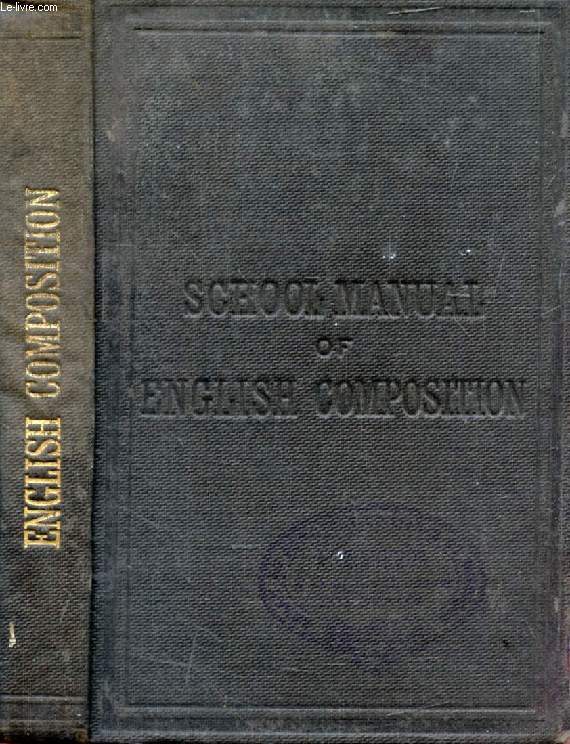 Le-livre.com
ENGLISH COMPOSITION
SCHOOL MANUAL
OF
ENGLISH COMPOSITION